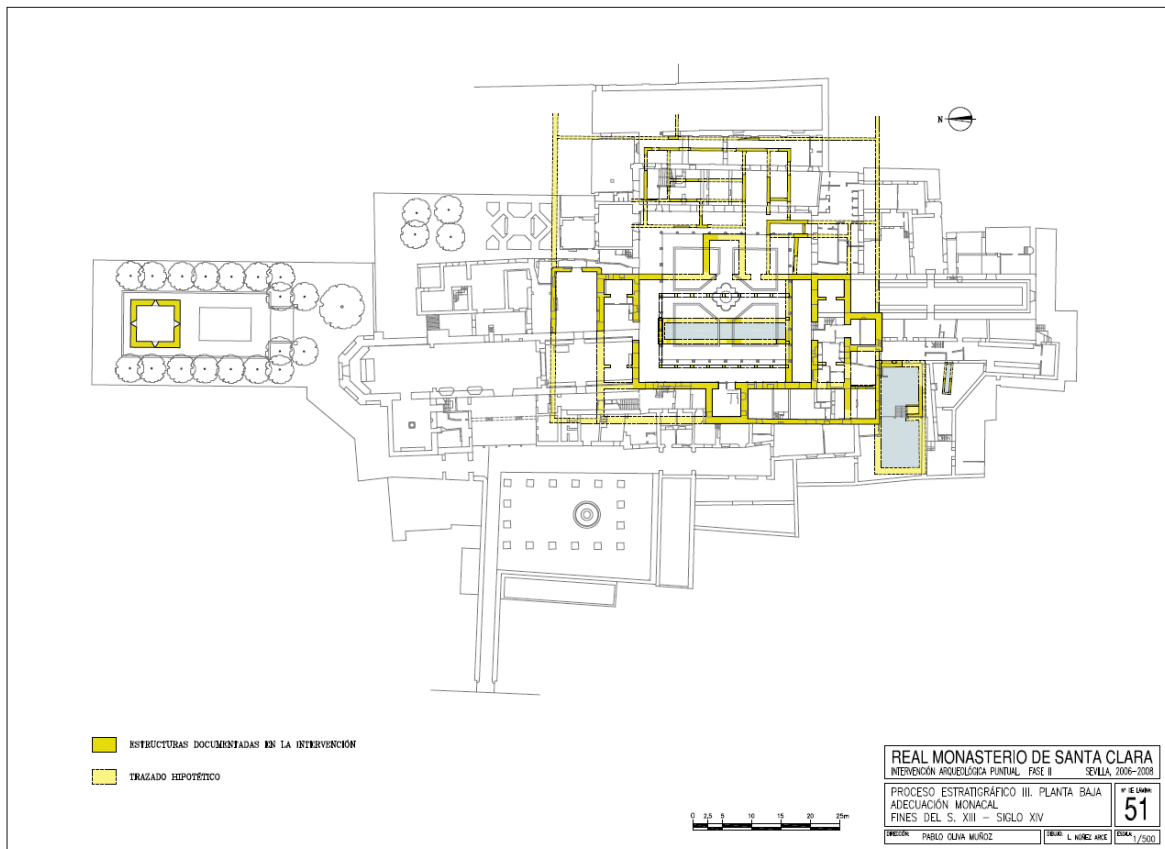 N
ESTRUCTURAS DOCUMENTADAS EN LA INTERVENCIÓN
TRAZADO HIPOTÉTICO
0 2,5 5 10 15 20 25m
REAL MONASTERIO DE SANTA CLARA
INTERVENCIÓN ARQUEOLÓGICA PUNTUAL FASE II SEVILLA, 2006-2008
PROCESO ESTRATIGRÁFICO III. PLANTA BAJA
ADECUACIÓN MONACAL
FINES DEL S. XIII - SIGLO XIV
Nº DE LÁMINA:
51
DIRECCIÓN: PABLO OLIVA MUÑOZ
DIBUJO: L. NÚÑEZ ARCE
ESCALA: 1/500